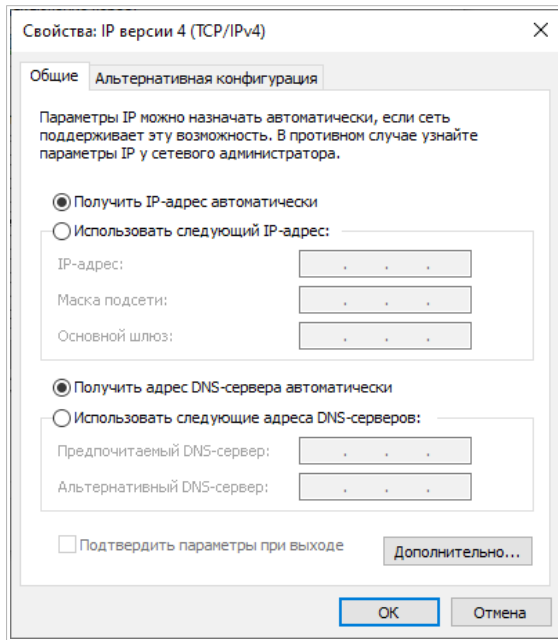 Свойства: IP версии 4 (TCP/IPv4)
Общие
Альтернативная конфигурация
Параметры IP можно назначать автоматически, если сеть
поддерживает эту возможность. В противном случае узнайте
параметры IP у сетевого администратора.
Получить IP-адрес автоматически
Использовать следующий IP-адрес:
IP-адрес:
Маска подсети:
Основной шлюз:
Получить адрес DNS-сервера автоматически
Использовать следующие адреса DNS-серверов:
Предпочитаемый DNS-сервер:
Альтернативный DNS-сервер:
Подтвердить параметры при выходе
Дополнительно...
ОК
Отмена